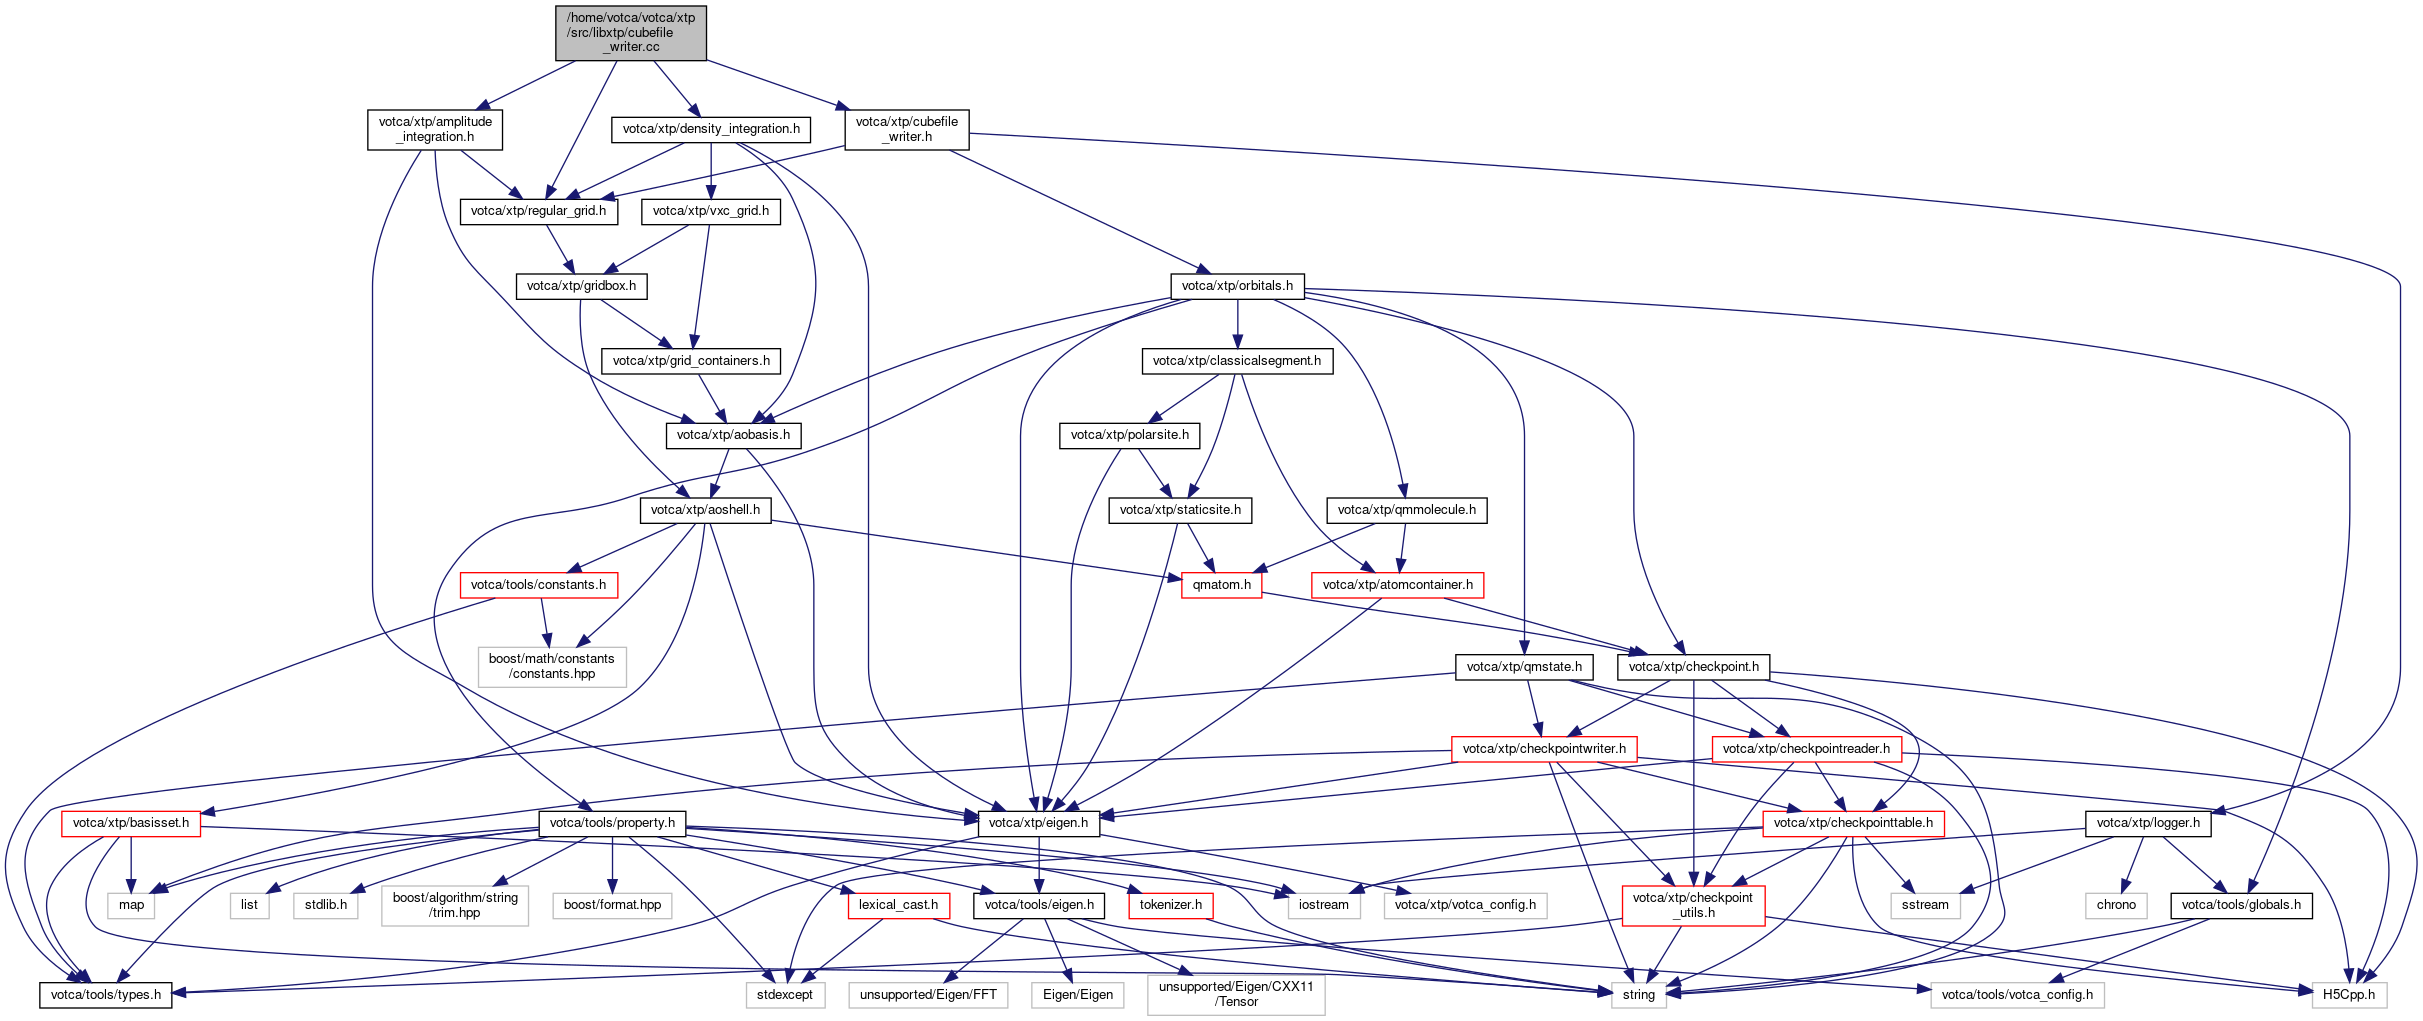 /home/votca/votca/xtp
/src/libxtp/cubefile
_writer.cc
votca/xtp/amplitude
_integration.h
votca/xtp/density_integration.h
votca/xtp/cubefile
_writer.h
votca/xtp/regular_grid.h
votca/xtp/vxc_grid.h
votca/xtp/gridbox.h
votca/xtp/orbitals.h
votca/xtp/grid_containers.h
votca/xtp/classicalsegment.h
votca/xtp/aobasis.h
votca/xtp/polarsite.h
votca/xtp/aoshell.h
votca/xtp/staticsite.h
votca/xtp/qmmolecule.h
votca/tools/constants.h
qmatom.h
votca/xtp/atomcontainer.h
boost/math/constants
/constants.hpp
votca/xtp/qmstate.h
votca/xtp/checkpoint.h
votca/xtp/checkpointwriter.h
votca/xtp/checkpointreader.h
votca/xtp/basisset.h
votca/tools/property.h
votca/xtp/eigen.h
votca/xtp/checkpointtable.h
votca/xtp/logger.h
map
list
stdlib.h
boost/algorithm/string
/trim.hpp
boost/format.hpp
lexical_cast.h
votca/tools/eigen.h
tokenizer.h
iostream
votca/xtp/votca_config.h
votca/xtp/checkpoint
_utils.h
sstream
chrono
votca/tools/globals.h
votca/tools/types.h
stdexcept
unsupported/Eigen/FFT
Eigen/Eigen
unsupported/Eigen/CXX11
/Tensor
string
votca/tools/votca_config.h
H5Cpp.h